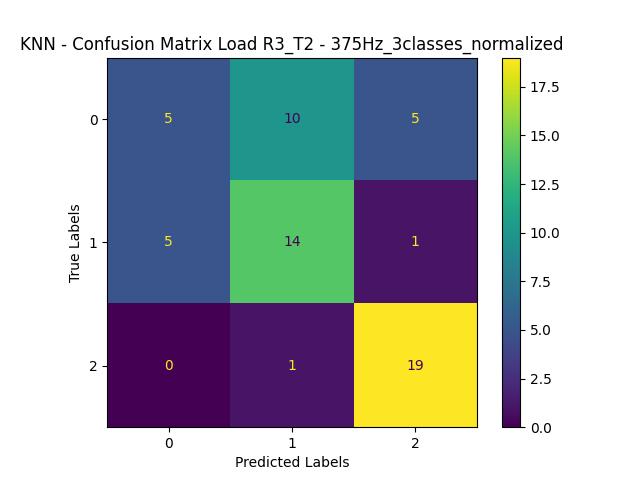 KNN - Confusion Matrix Load R3_T2 - 375Hz_3classes_normalized
0 5 10 5
1 5 14 1
2 0 1 19
0 1 2
Predicted Labels
True Labels
17.5
15.0
12.5
10.0
7.5
5.0
2.5
0.0